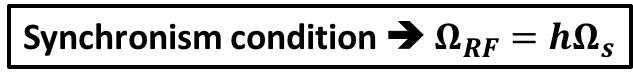 Synchronism condition ➔ Ω_RF = hΩ_s